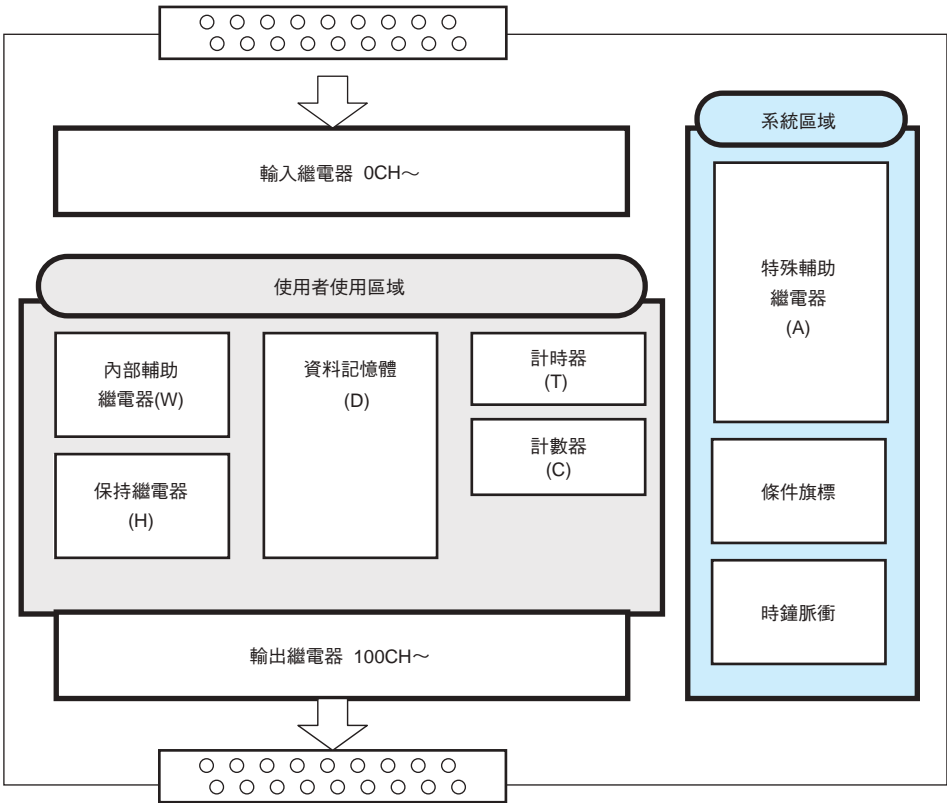 輸入繼電器 0CH～
使用者使用區域
內部輔助
繼電器(W)
保持繼電器
(H)
資料記憶體
(D)
計時器
(T)
計數器
(C)
輸出繼電器 100CH～
系統區域
特殊輔助
繼電器
(A)
條件旗標
時鐘脈衝